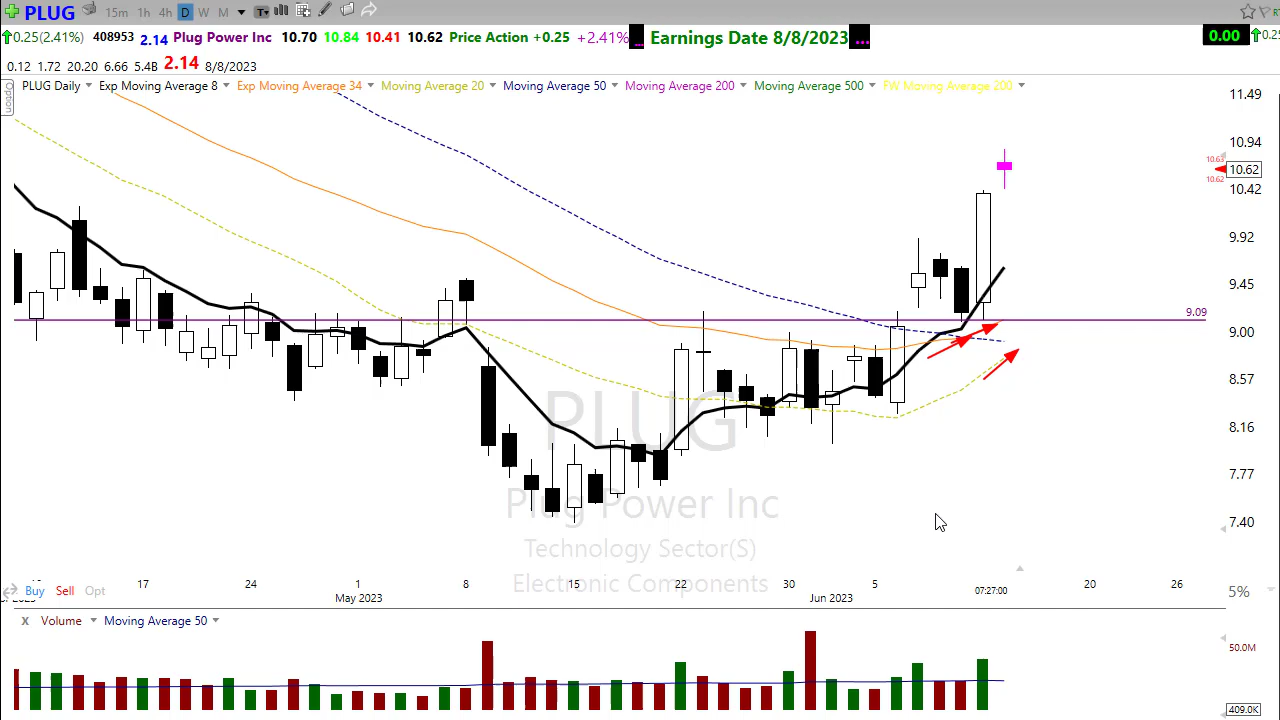 PLUG 15m 1h 4h D W M T
0.25(2.41%) 408953 2.14 Plug Power Inc 10.70 10.84 10.41 10.62 Price Action +0.25 +2.41% ... Earnings Date 8/8/2023 ... 0.00
0.12 1.72 20.20 6.66 5.4B 2.14 8/8/2023
Option
PLUG Daily Exp Moving Average 8 Exp Moving Average 34 Moving Average 20 Moving Average 50 Moving Average 200 Moving Average 500 FW Moving Average 200
11.49
10.94
10.63
10.62
10.62
10.42
9.92
9.45
9.09
9.00
8.57
8.16
7.77
7.40
PLUG
Plug Power Inc
Technology Sector(S)
Electronic Components
17 24 1 8 15 22 30 5 20 26
May 2023 Jun 2023 07:27:00
Buy Sell Opt 5%
X Volume Moving Average 50
50.0M
409.0K